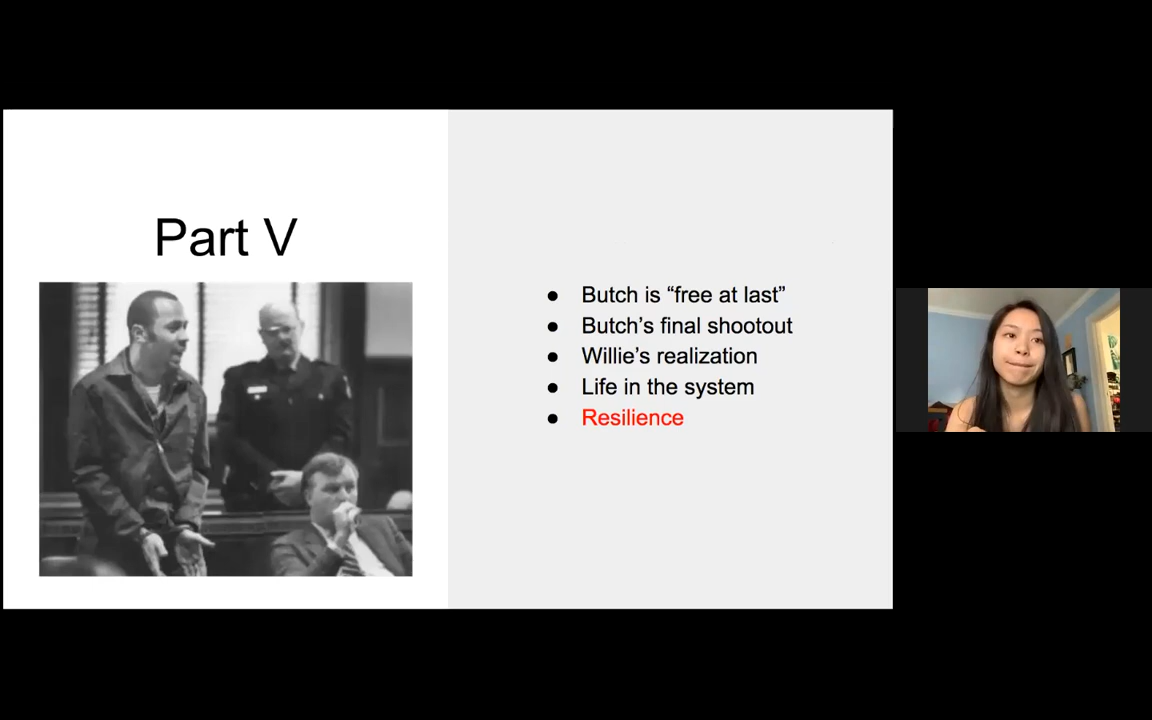 Part V
● Butch is “free at last”
● Butch’s final shootout
● Willie’s realization
● Life in the system
● Resilience